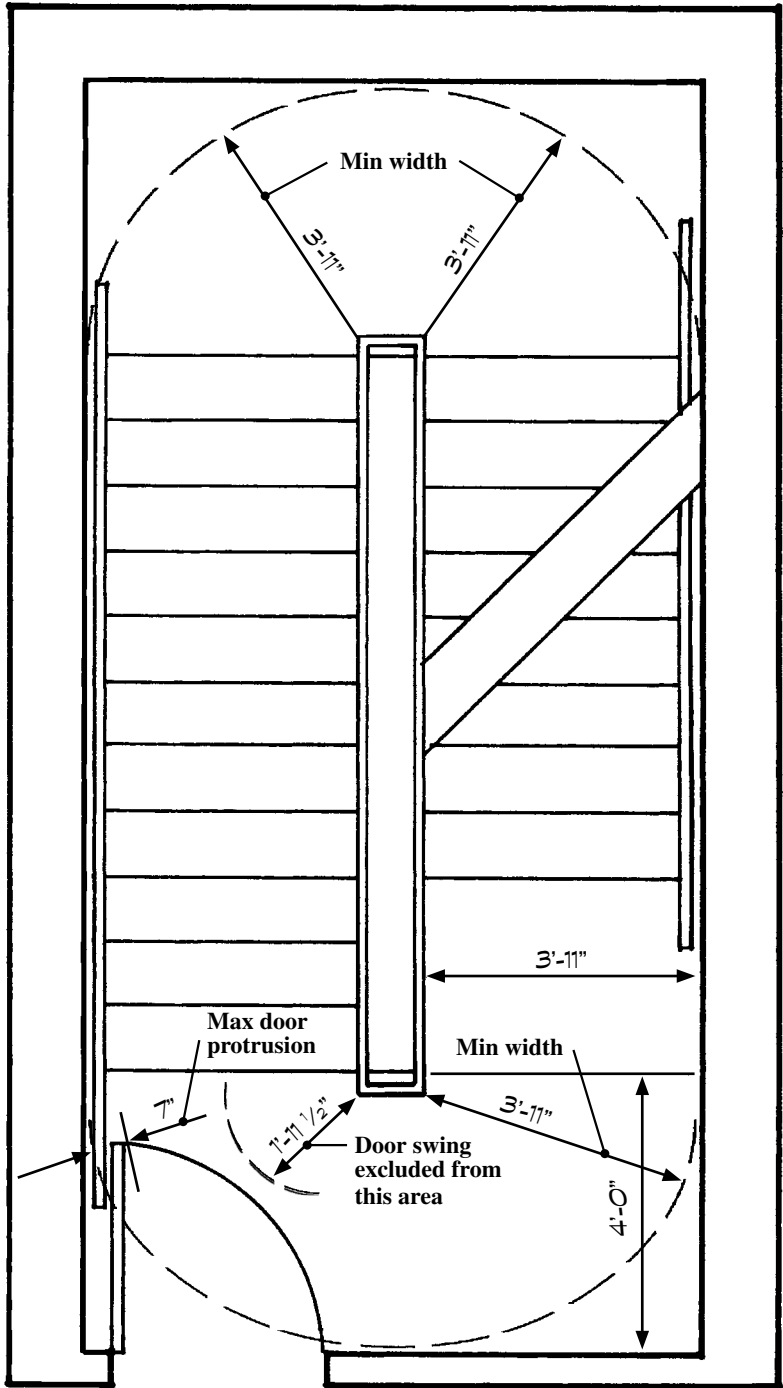 Min width
3'-11"
3'-11"
3'-11"
Max door
protrusion
Min width
7"
1'-11 1/2"
3'-11"
Door swing
excluded from
this area
4'-0"